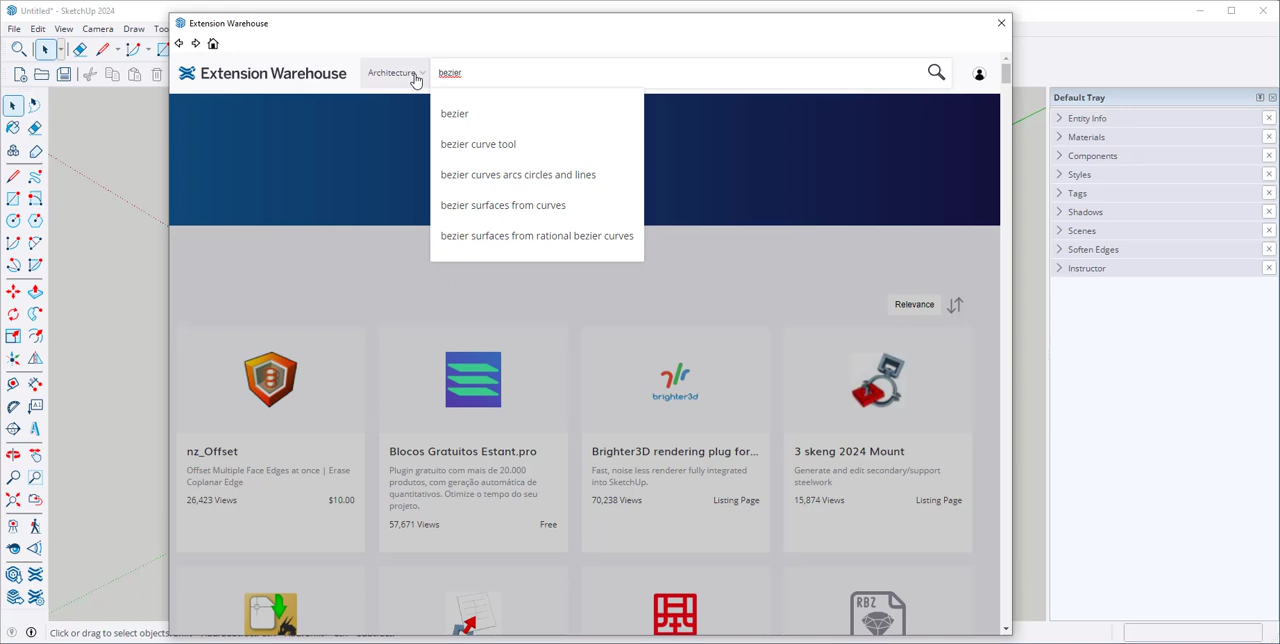 Untitled* - SketchUp 2024
File Edit View Camera Draw Too
Extension Warehouse
Extension Warehouse
Architecture
bezier
bezier
bezier curve tool
bezier curves arcs circles and lines
bezier surfaces from curves
bezier surfaces from rational bezier curves
Relevance
nz_Offset
Offset Multiple Face Edges at once | Erase
Coplanar Edge
26,423 Views $10.00
Blocos Gratuitos Estant.pro
Plugin gratuito com mais de 20.000
produtos, com geração automática de
quantitativos. Otimize o tempo do seu
projeto.
57,671 Views Free
brighter3d
Brighter3D rendering plug for...
Fast, noise less renderer fully integrated
into SketchUp.
70,238 Views Listing Page
3 skeng 2024 Mount
Generate and edit secondary/support
steelwork
15,874 Views Listing Page
RBZ
Default Tray
Entity Info
Materials
Components
Styles
Tags
Shadows
Scenes
Soften Edges
Instructor
Click or drag to select objects.